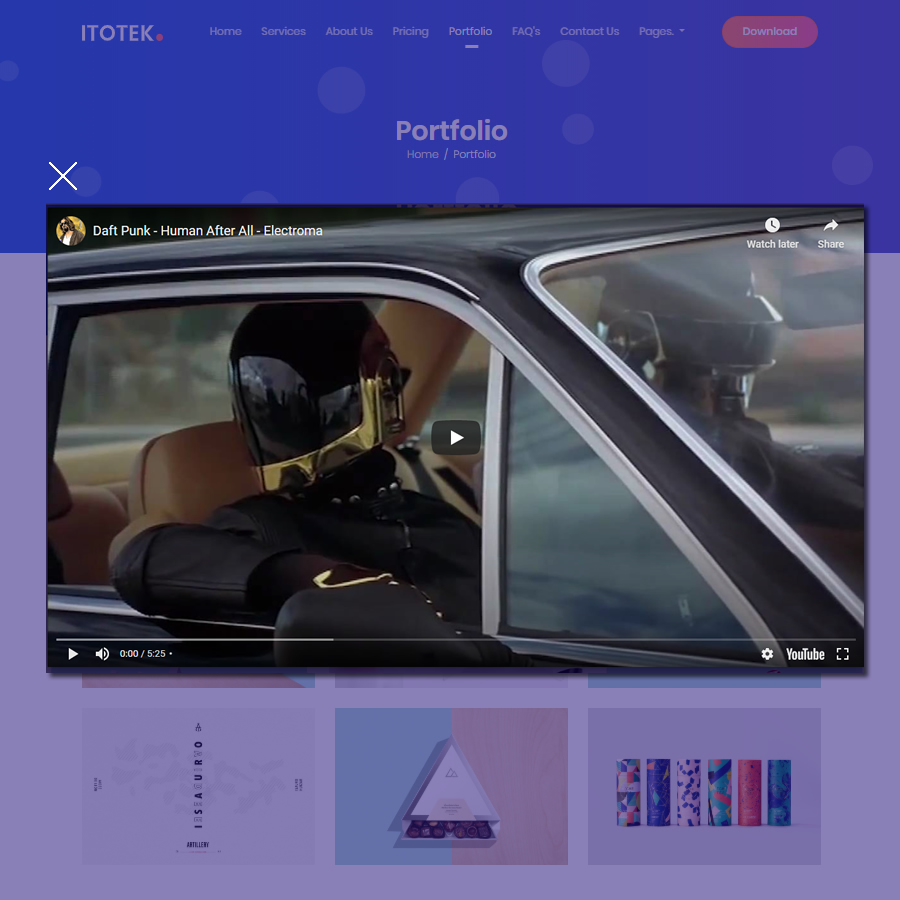 ITOTEK.
Home Services About Us Pricing Portfolio FAQ's Contact Us Pages.
Download
Portfolio
Home / Portfolio
Daft Punk - Human After All - Electroma
Watch later
Share
0:00 / 5:25 •
YouTube
ISAURO
ARTILLERY